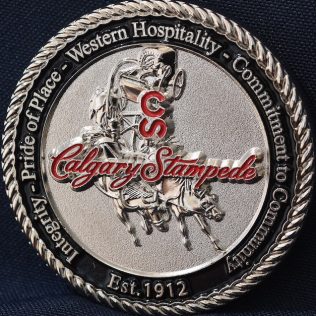 Integrity - Pride of Place - Western Hospitality - Commitment to Community
CS
Calgary Stampede
Est. 1912